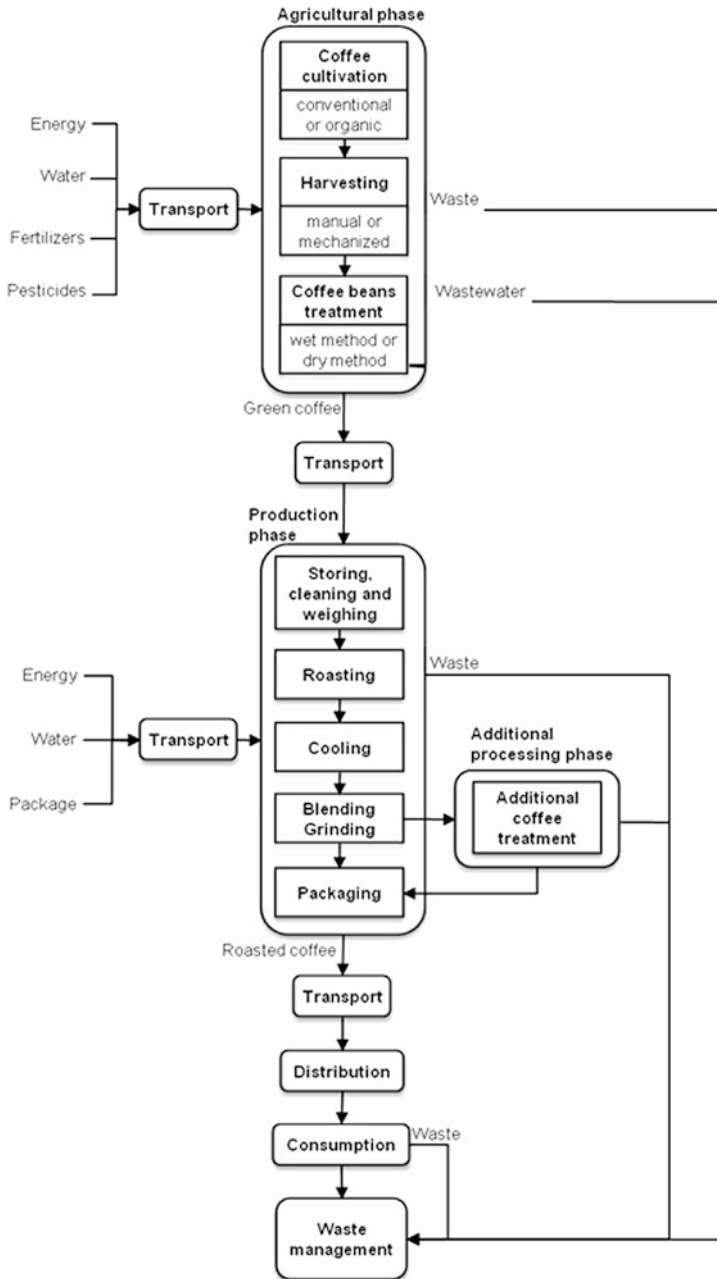 Agricultural phase
Coffee
cultivation
conventional
or organic
Energy
Water
Fertilizers
Pesticides
Transport
Harvesting
manual or
mechanized
Waste
Coffee beans
treatment
wet method or
dry method
Wastewater
Green coffee
Transport
Production
phase
Storing,
cleaning and
weighing
Roasting
Waste
Energy
Water
Package
Transport
Cooling
Additional
processing phase
Blending
Grinding
Additional
coffee
treatment
Packaging
Roasted coffee
Transport
Distribution
Consumption
Waste
Waste
management